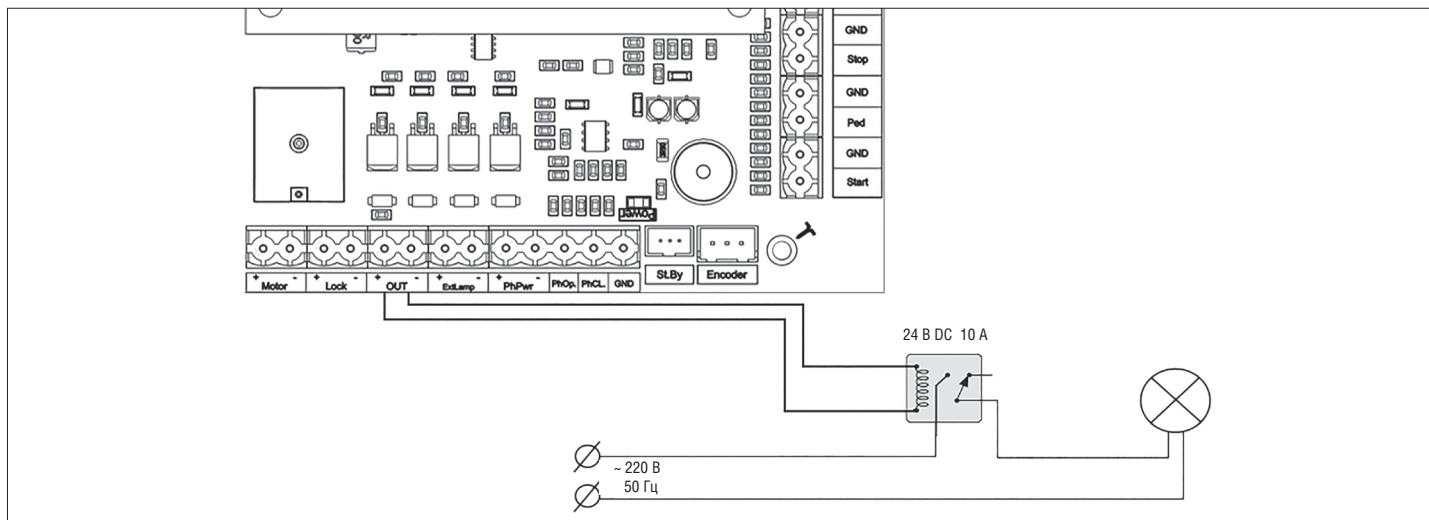 GND
Stop
GND
Ped
GND
Start
Power
+ - + - + - + - + -
Motor Lock OUT ExtLamp PhPwr PhOp. PhCL. GND
St.By Encoder
24 В DC 10 А
~ 220 В
50 Гц